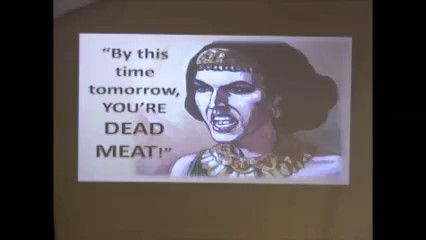 “By this
time
tomorrow,
YOU’RE
DEAD
MEAT!”